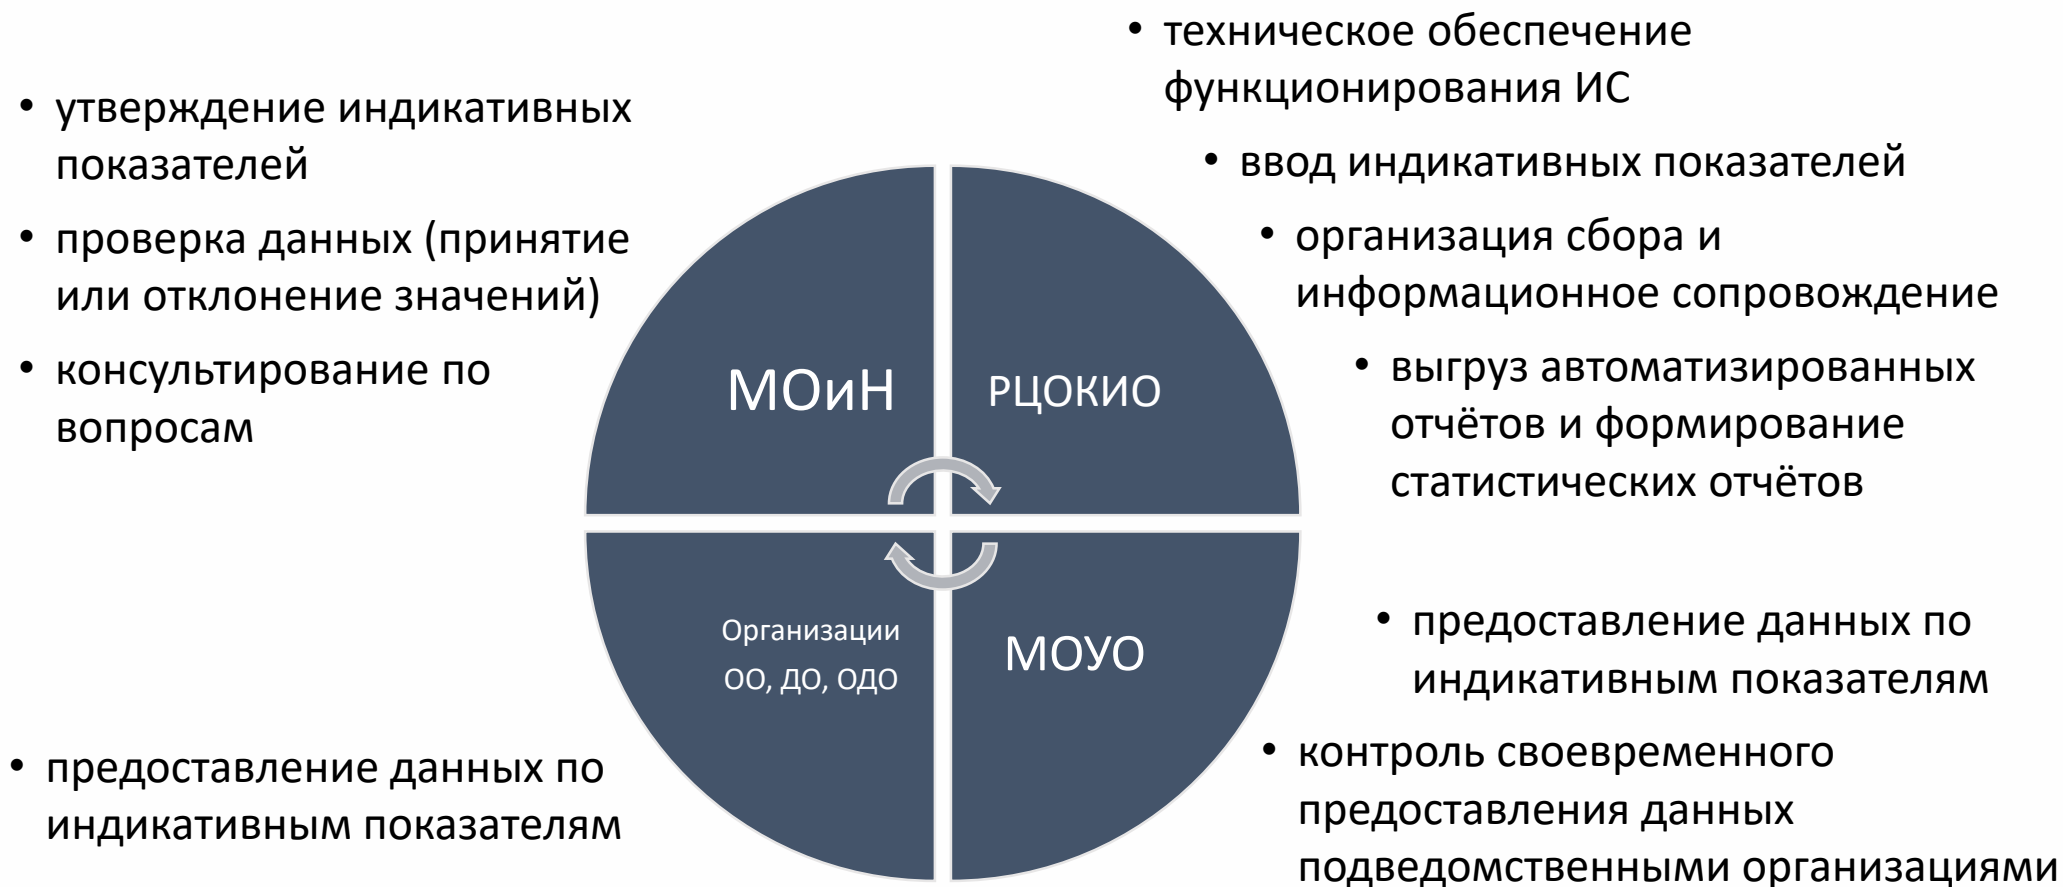 • утверждение индикативных
показателей
• проверка данных (принятие
или отклонение значений)
• консультирование по
вопросам
• техническое обеспечение
функционирования ИС
• ввод индикативных показателей
• организация сбора и
информационное сопровождение
• выгруз автоматизированных
отчётов и формирование
статистических отчётов
МОиН
РЦОКИО
Организации
ОО, ДО, ОДО
МОУО
• предоставление данных по
индикативным показателям
• предоставление данных по
индикативным показателям
• контроль своевременного
предоставления данных
подведомственными организациями